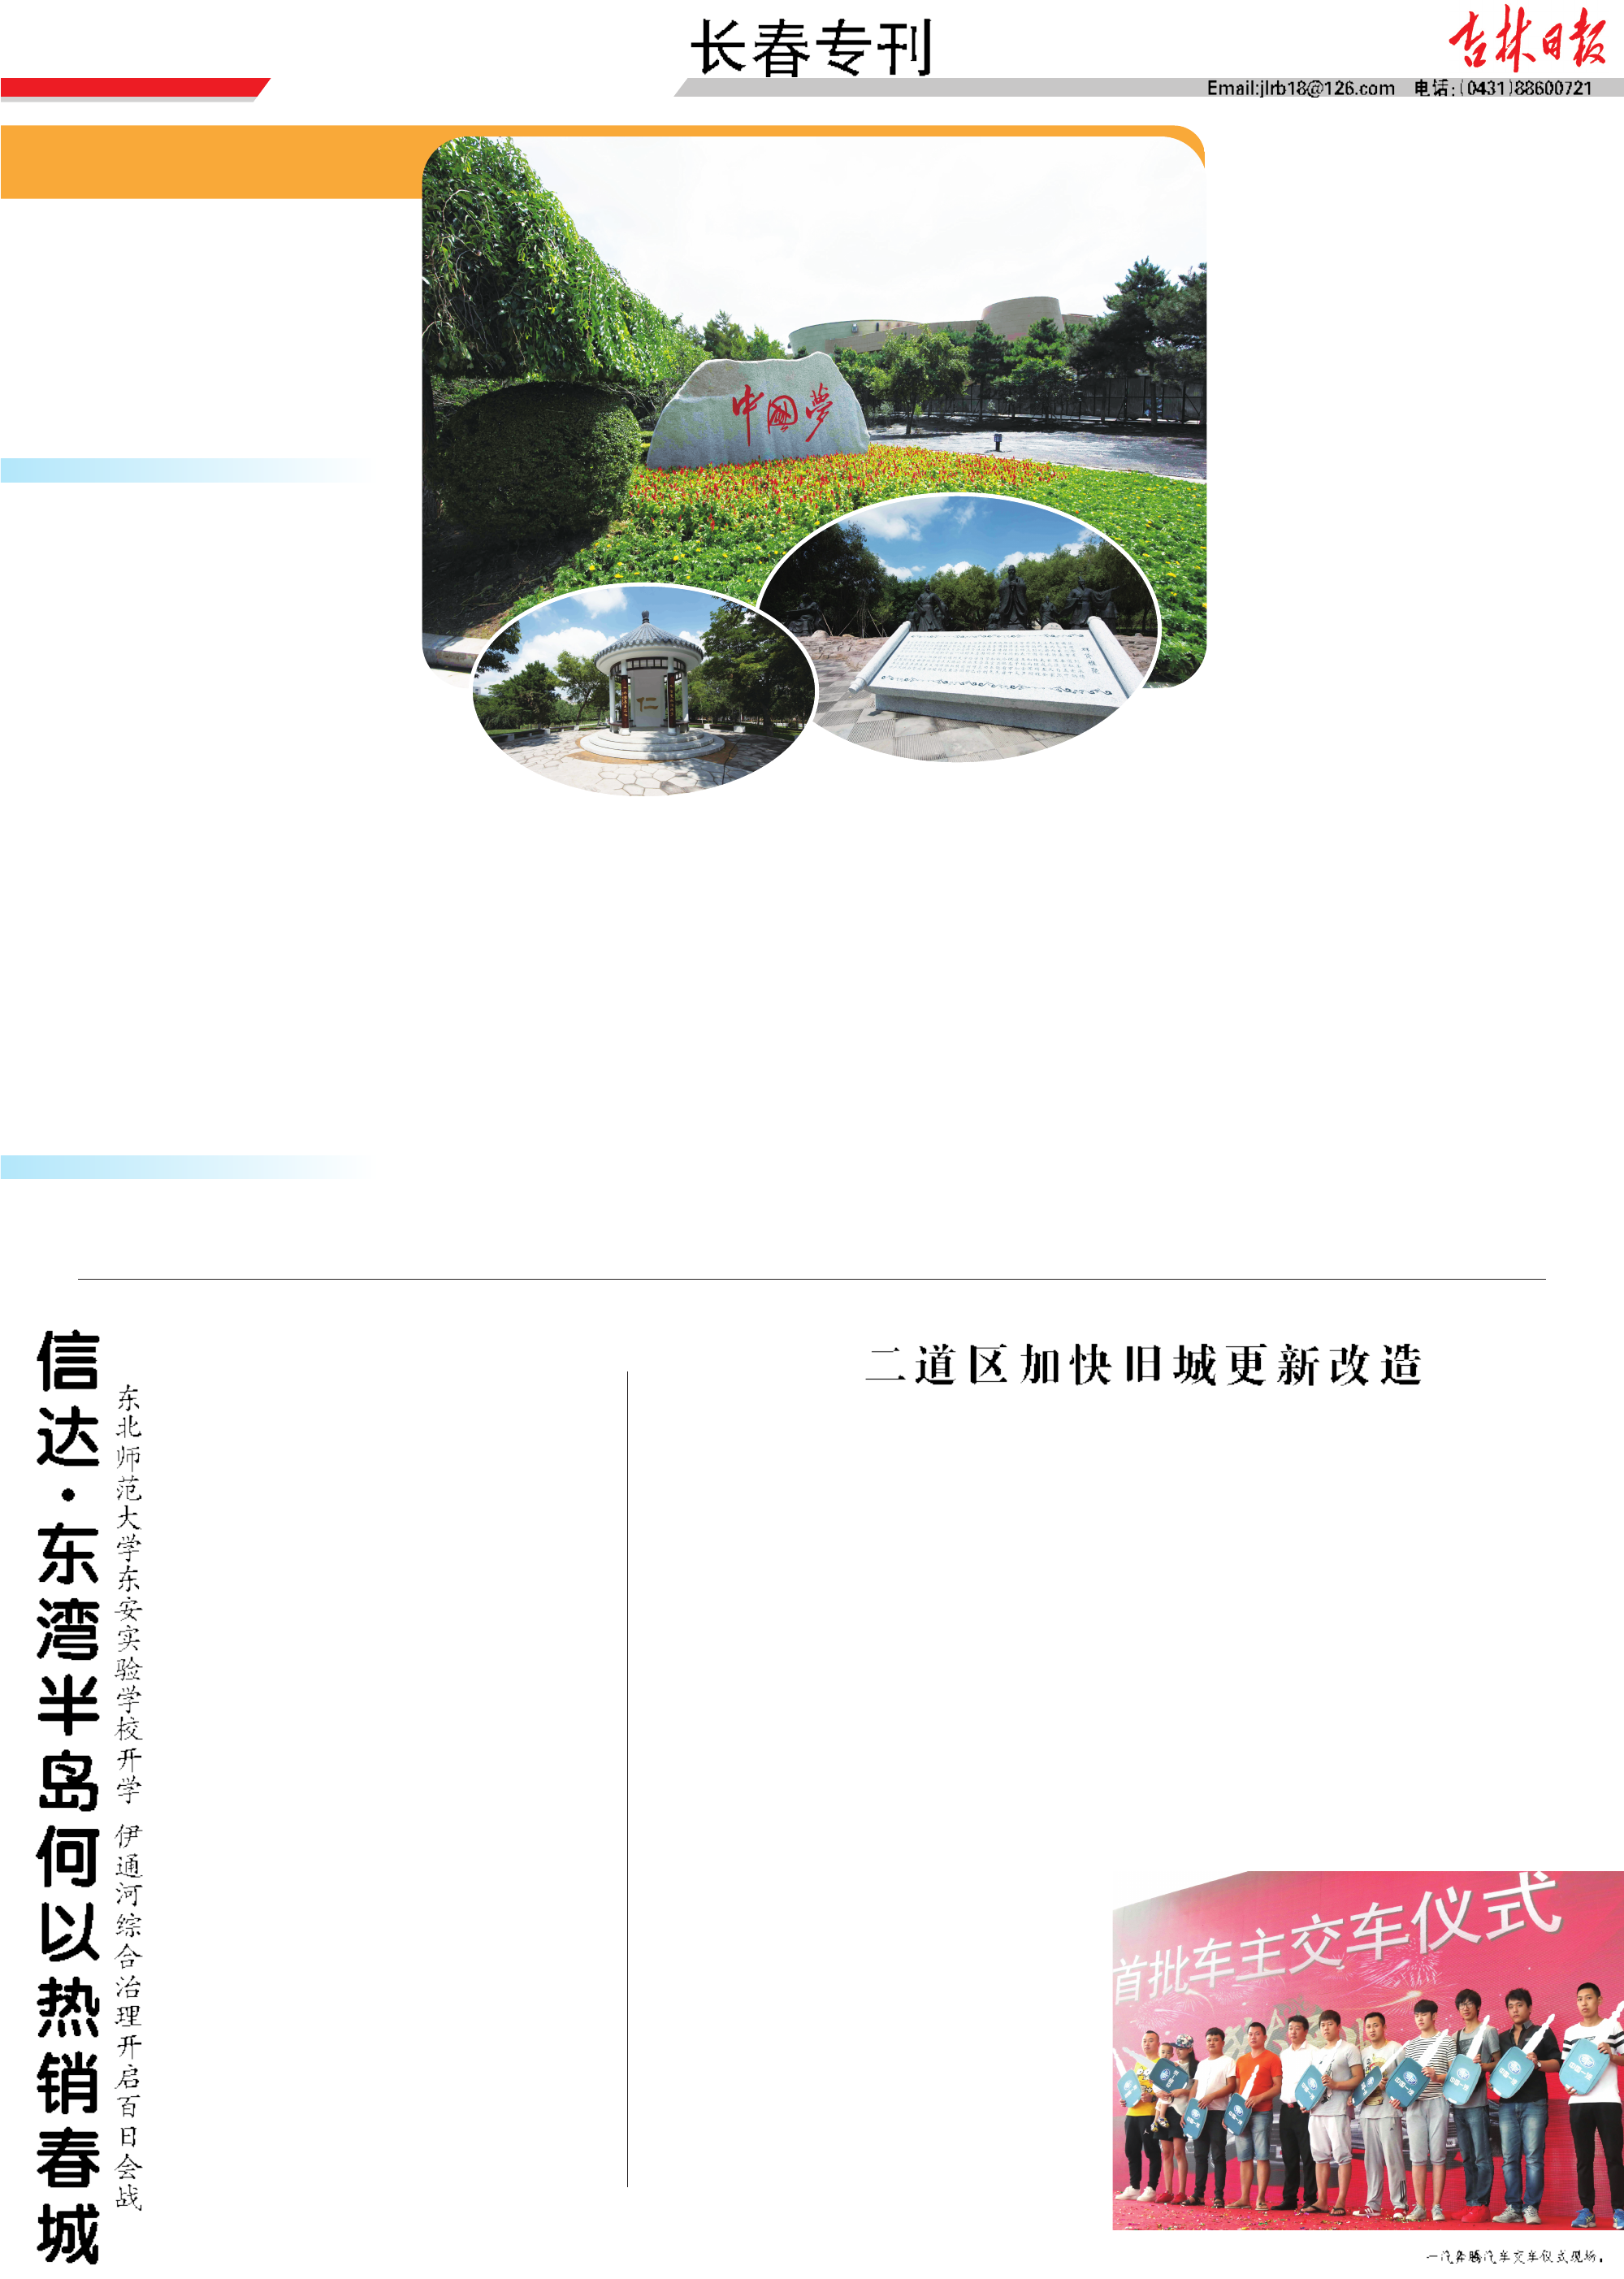 长春专刊
吉林日报
Email:jlrb18@126.com 电话:(0431)88600721
中國夢
仁
二道区加快旧城更新改造
信达·东湾半岛何以热销春城
东北师范大学东安实验学校开学 伊通河综合治理开启百日会战
首批车主交车仪式
一汽奔腾汽车交车仪式现场。